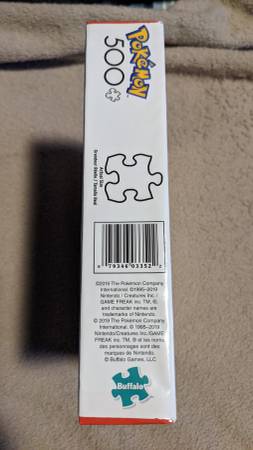 POKéMON
500
Actual Size
Grandeur Réelle / Tamaño Real
0 79346 03352 2
©2019 The Pokémon Company
International. ©1995–2019
Nintendo / Creatures Inc./
GAME FREAK inc. TM, ®,
and character names are
trademarks of Nintendo.
© 2019 The Pokémon Company
International. © 1995–2019
Nintendo/Creatures Inc./GAME
FREAK inc. TM, ® et les noms
des personnages sont des
marques de Nintendo.
© Buffalo Games, LLC
Buffalo